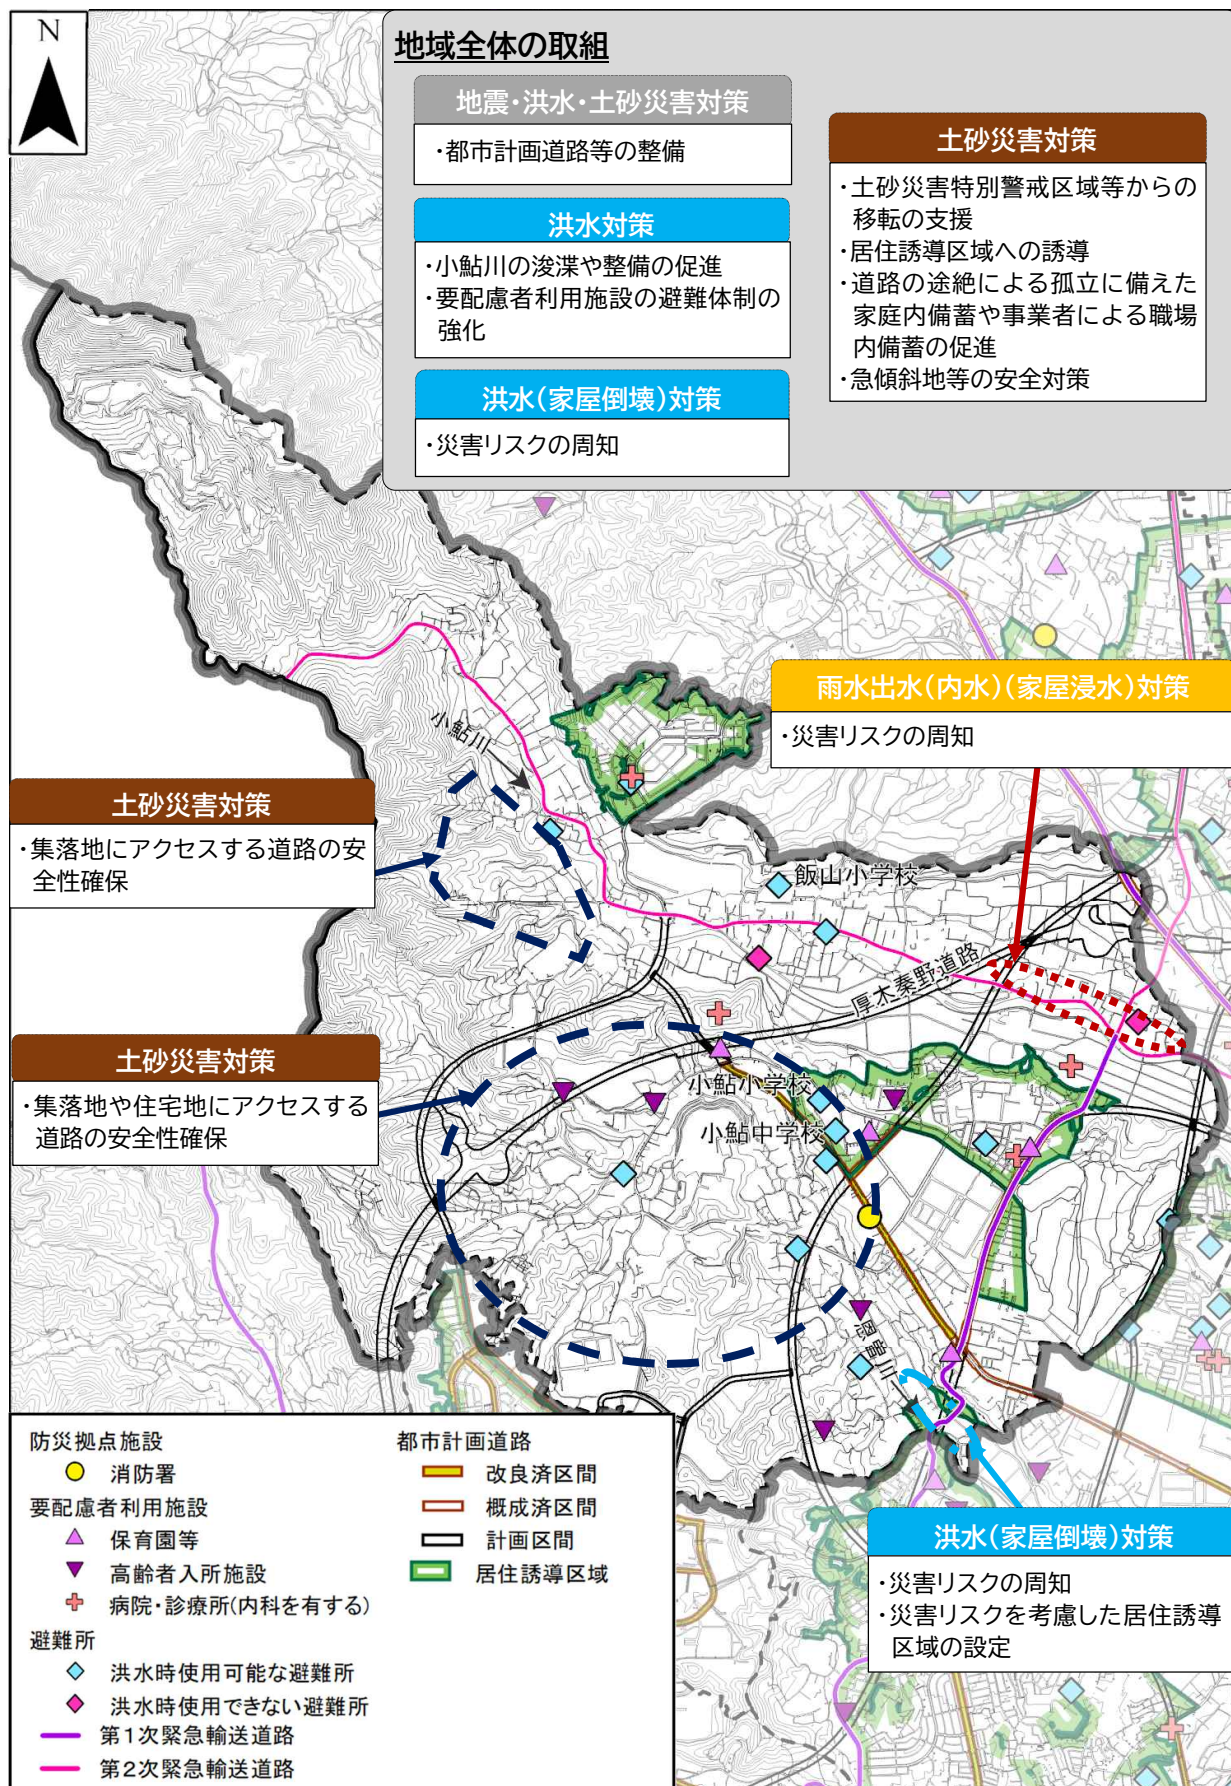 N
地域全体の取組
地震・洪水・土砂災害対策
・都市計画道路等の整備
洪水対策
・小鮎川の浚渫や整備の促進
・要配慮者利用施設の避難体制の
強化
洪水(家屋倒壊)対策
・災害リスクの周知
土砂災害対策
・土砂災害特別警戒区域等からの
移転の支援
・居住誘導区域への誘導
・道路の途絶による孤立に備えた
家庭内備蓄や事業者による職場
内備蓄の促進
・急傾斜地等の安全対策
雨水出水(内水)(家屋浸水)対策
・災害リスクの周知
小鮎川
土砂災害対策
・集落地にアクセスする道路の安
全性確保
飯山小学校
厚木秦野道路
土砂災害対策
・集落地や住宅地にアクセスする
道路の安全性確保
小鮎小学校
小鮎中学校
恩曽川
洪水(家屋倒壊)対策
・災害リスクの周知
・災害リスクを考慮した居住誘導
区域の設定
防災拠点施設
消防署
要配慮者利用施設
保育園等
高齢者入所施設
病院・診療所(内科を有する)
避難所
洪水時使用可能な避難所
洪水時使用できない避難所
第1次緊急輸送道路
第2次緊急輸送道路
都市計画道路
改良済区間
概成済区間
計画区間
居住誘導区域